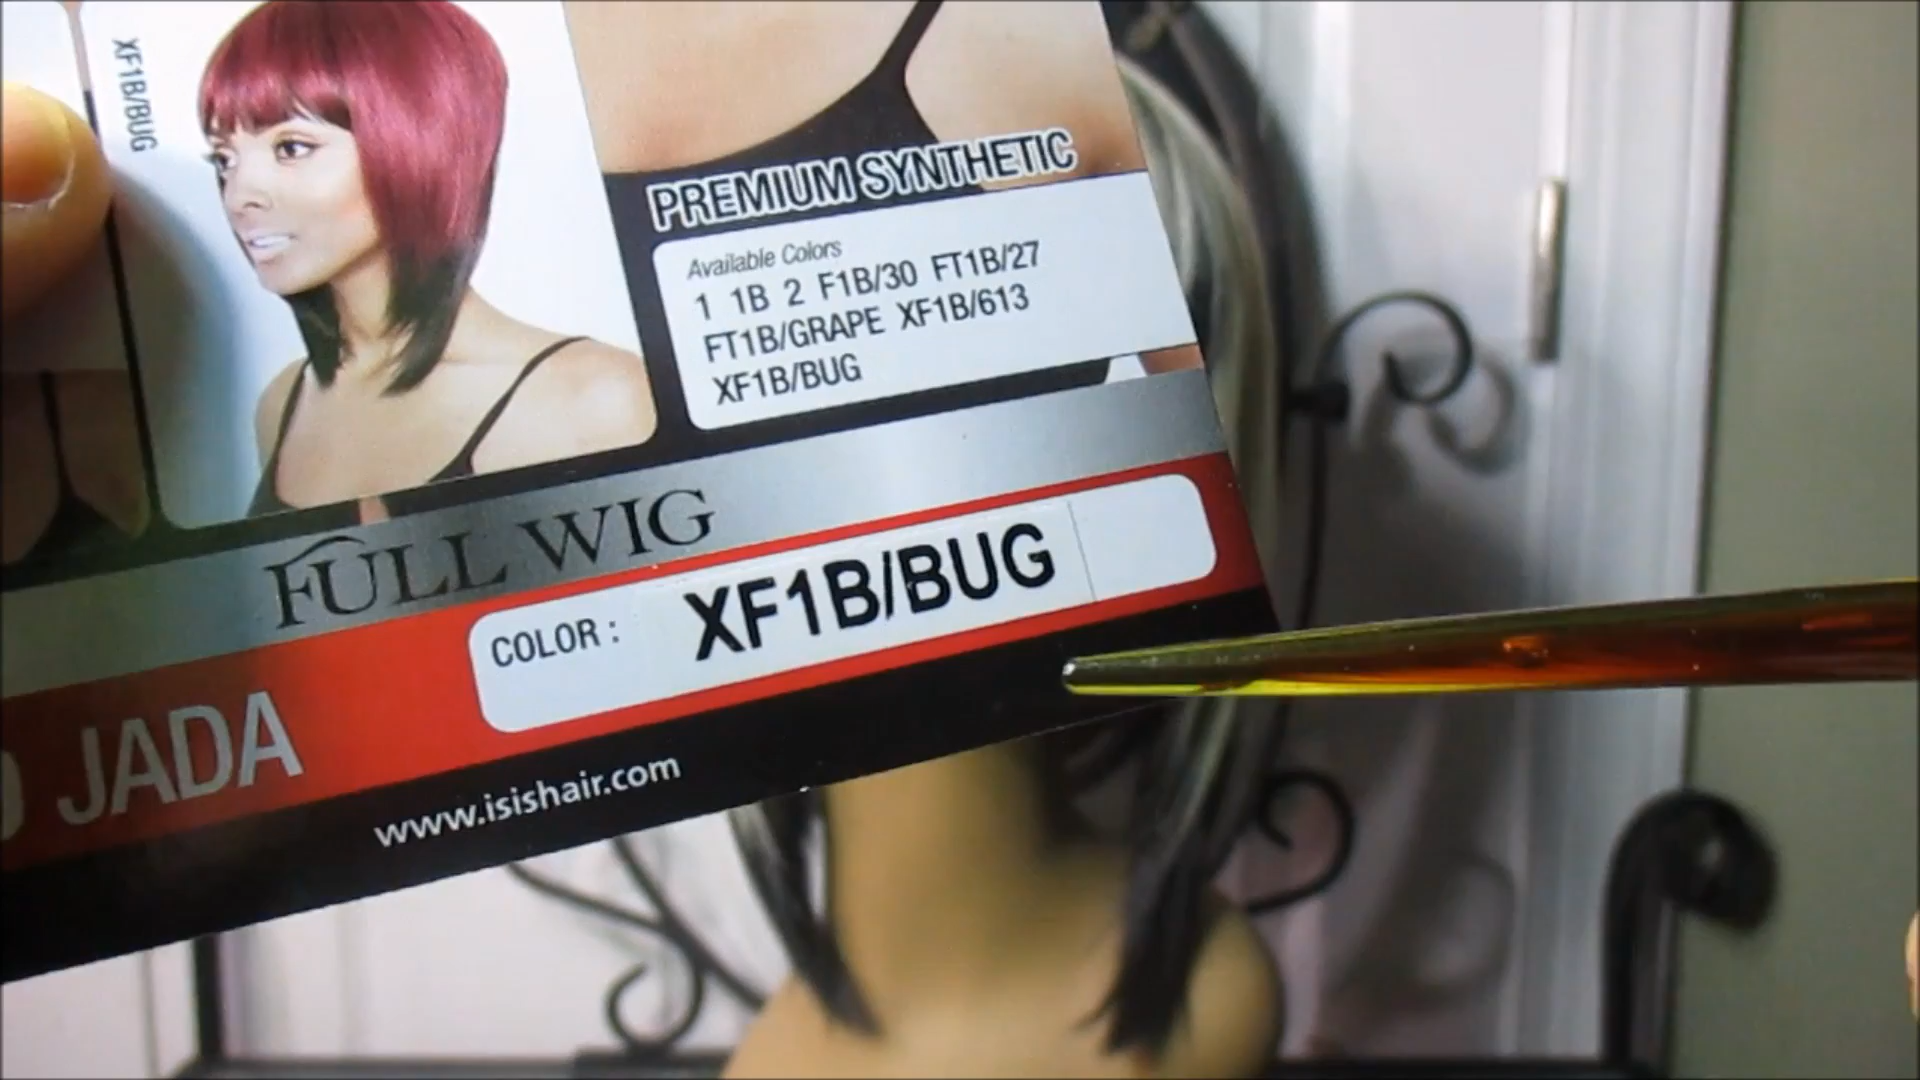 XF1B/BUG
PREMIUM SYNTHETIC
Available Colors
1 1B 2 F1B/30 FT1B/27
FT1B/GRAPE XF1B/613
XF1B/BUG
FULL WIG
COLOR : XF1B/BUG
JADA
www.isishair.com